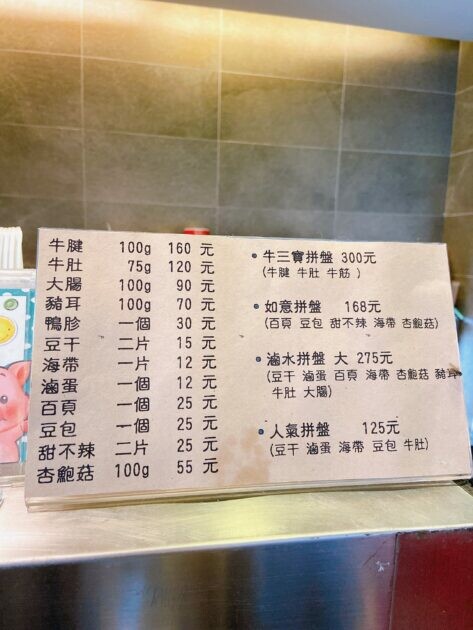 牛腱 100g 160 元
牛肚 75g 120 元
大腸 100g 90 元
豬耳 100g 70 元
鴨胗 一個 30 元
豆干 二片 15 元
海帶 一片 12 元
滷蛋 一個 12 元
百頁 一個 25 元
豆包 一個 25 元
甜不辣 二片 25 元
杏鮑菇 100g 55 元
• 牛三寶拼盤 300元
(牛腱 牛肚 牛筋 )
• 如意拼盤 168元
(百頁 豆包 甜不辣 海帶 杏鮑菇)
• 滷水拼盤 大 275元
(豆干 滷蛋 百頁 海帶 杏鮑菇 豬耳
牛肚 大腸)
• 人氣拼盤 125元
(豆干 滷蛋 海帶 豆包 牛肚)